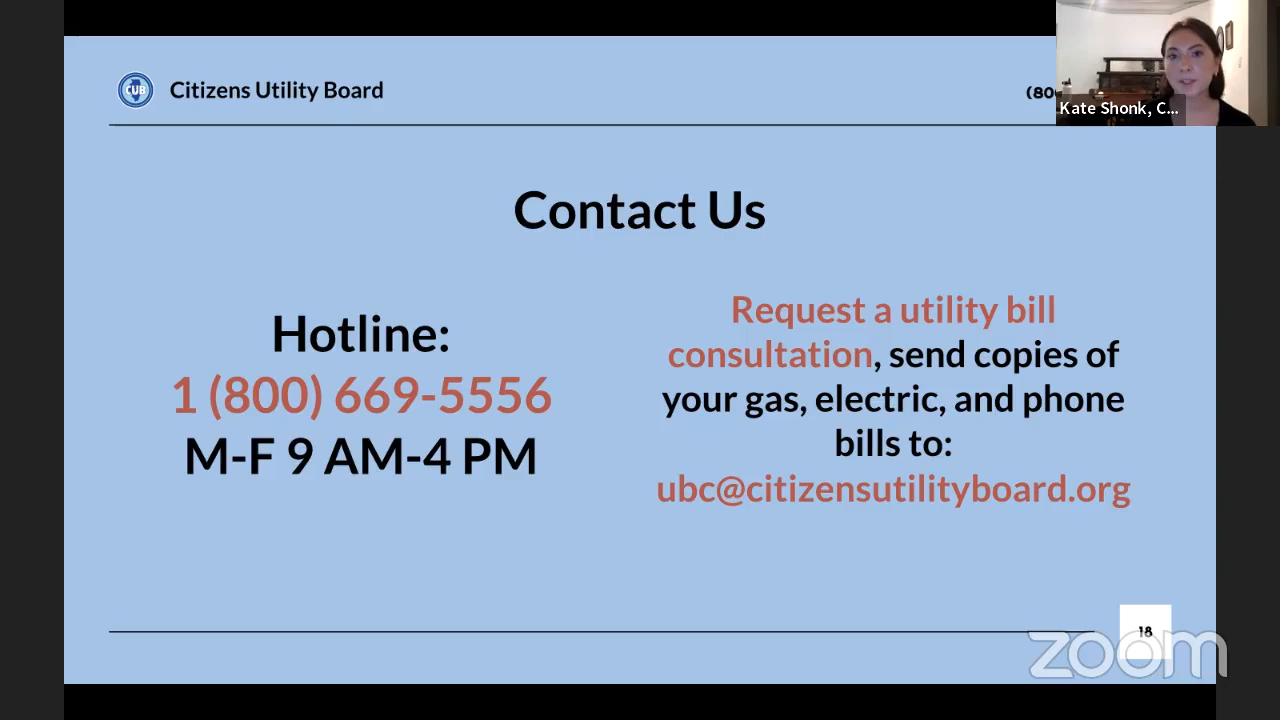 CUB
Citizens Utility Board
(80
Kate Shonk, C...
Contact Us
Hotline:
1 (800) 669-5556
M-F 9 AM-4 PM
Request a utility bill
consultation, send copies of
your gas, electric, and phone
bills to:
ubc@citizensutilityboard.org
18
zoom